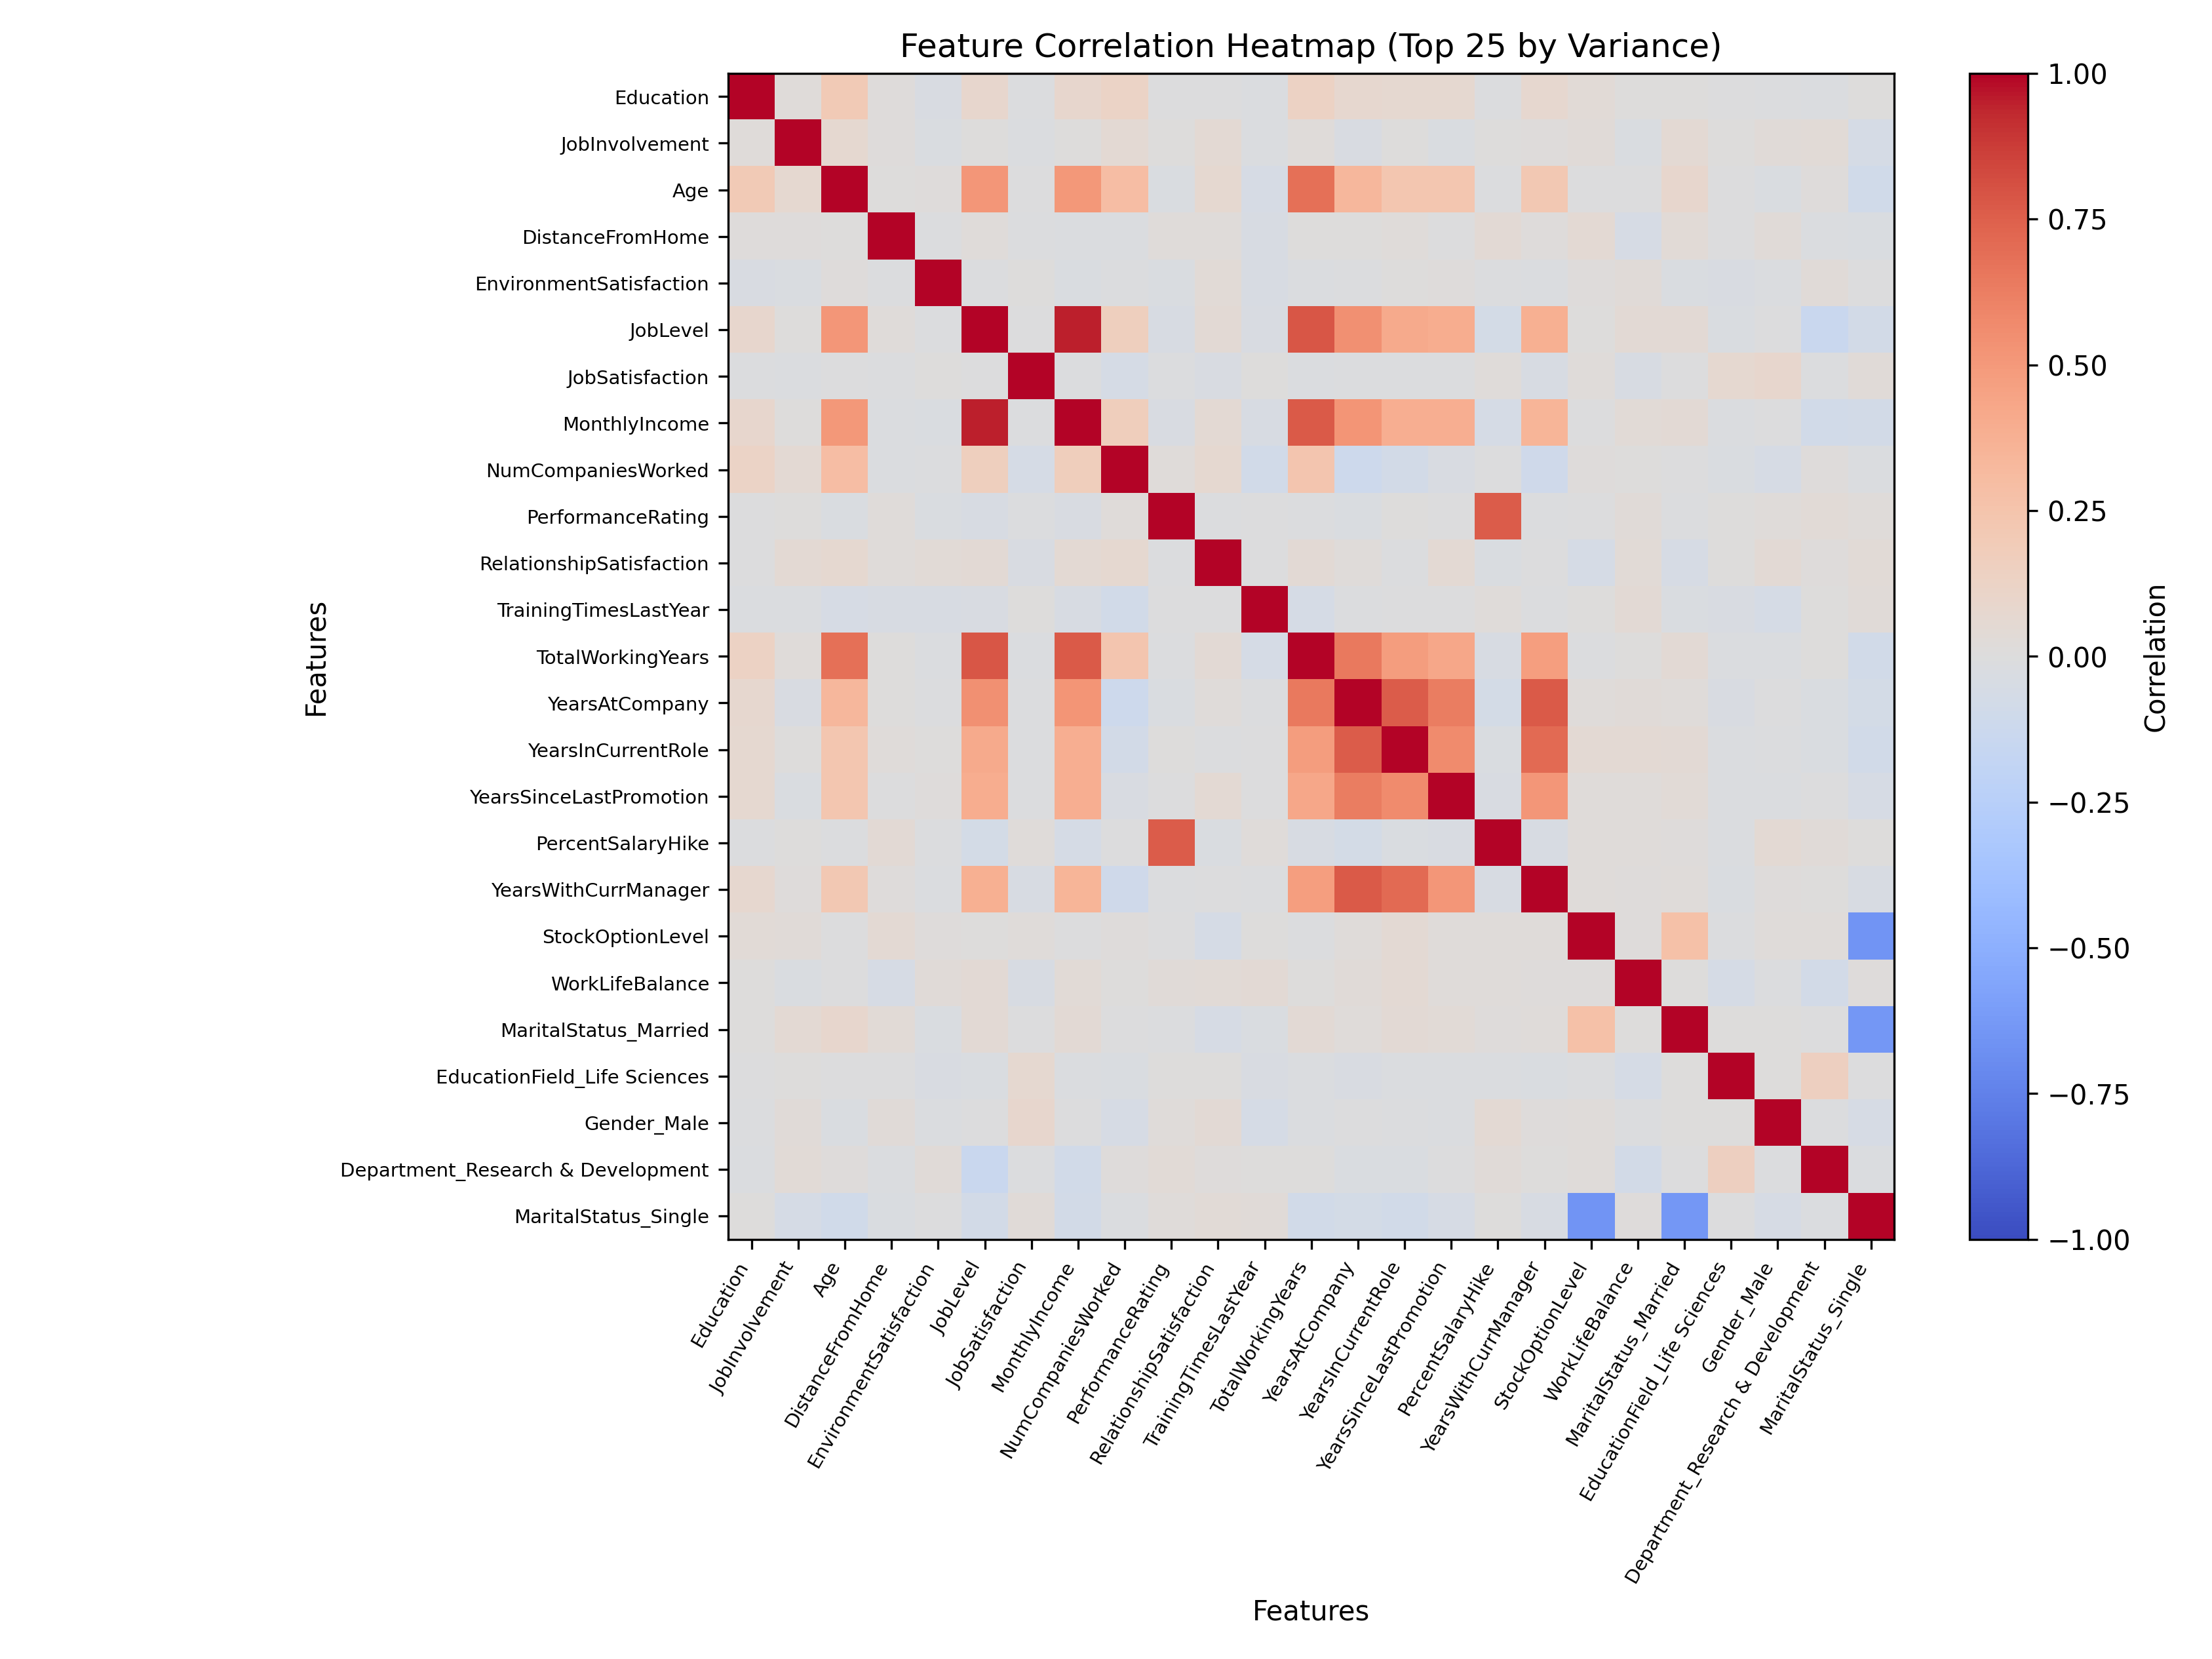 Feature Correlation Heatmap (Top 25 by Variance)
Features
Education
JobInvolvement
Age
DistanceFromHome
EnvironmentSatisfaction
JobLevel
JobSatisfaction
MonthlyIncome
NumCompaniesWorked
PerformanceRating
RelationshipSatisfaction
TrainingTimesLastYear
TotalWorkingYears
YearsAtCompany
YearsInCurrentRole
YearsSinceLastPromotion
PercentSalaryHike
YearsWithCurrManager
StockOptionLevel
WorkLifeBalance
MaritalStatus_Married
EducationField_Life Sciences
Gender_Male
Department_Research & Development
MaritalStatus_Single
Education
JobInvolvement
Age
DistanceFromHome
EnvironmentSatisfaction
JobLevel
JobSatisfaction
MonthlyIncome
NumCompaniesWorked
PerformanceRating
RelationshipSatisfaction
TrainingTimesLastYear
TotalWorkingYears
YearsAtCompany
YearsInCurrentRole
YearsSinceLastPromotion
PercentSalaryHike
YearsWithCurrManager
StockOptionLevel
WorkLifeBalance
MaritalStatus_Married
EducationField_Life Sciences
Gender_Male
Department_Research & Development
MaritalStatus_Single
Features
1.00
0.75
0.50
0.25
0.00
−0.25
−0.50
−0.75
−1.00
Correlation